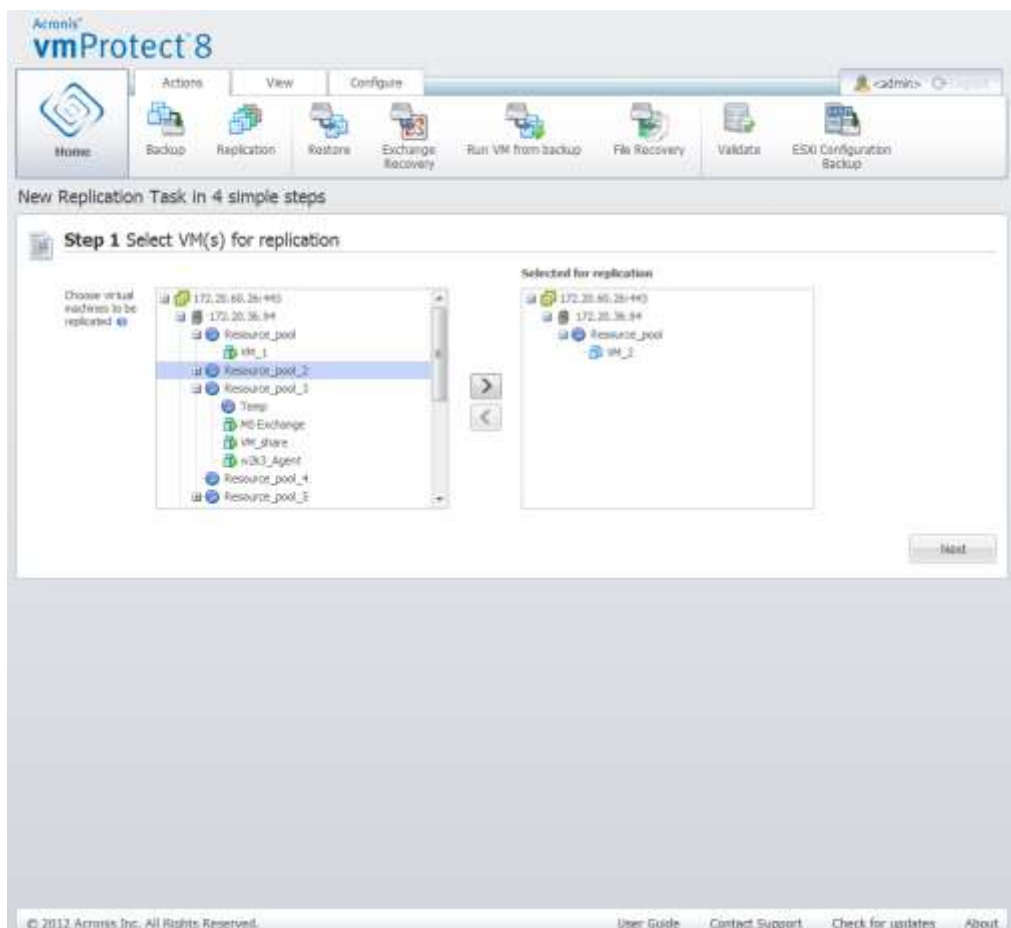 Acronis®
vmProtect 8
Actions View Configure
<admin> Logout
Home
Backup
Replication
Restore
Exchange Recovery
Run VM from backup
File Recovery
Validate
ESXi Configuration Backup
New Replication Task in 4 simple steps
Step 1 Select VM(s) for replication
Choose virtual
machines to be
replicated
172.20.60.26:443
172.20.36.94
Resource_pool
VM_1
Resource_pool_2
Resource_pool_3
Temp
MS Exchange
VM_share
w2k3_Agent
Resource_pool_4
Resource_pool_5
Selected for replication
172.20.60.26:443
172.20.36.94
Resource_pool
VM_2
Next
© 2012 Acronis Inc. All Rights Reserved.
User Guide Contact Support Check for updates About